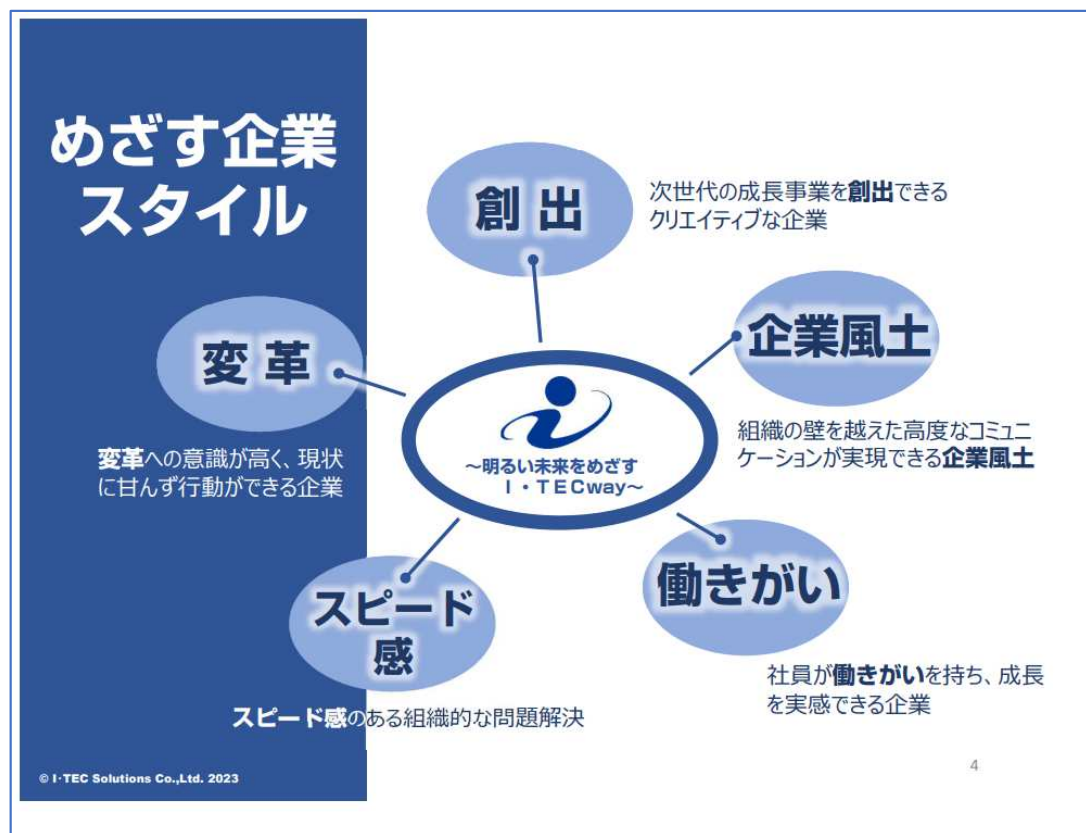 めざす企業
スタイル
創 出
次世代の成長事業を創出できる
クリエイティブな企業
企業風土
組織の壁を越えた高度なコミュニ
ケーションが実現できる企業風土
変 革
変革への意識が高く、現状
に甘んず行動ができる企業
～明るい未来をめざす
I・TECway～
働きがい
社員が働きがいを持ち、成長
を実感できる企業
スピード
感
スピード感のある組織的な問題解決
© I･TEC Solutions Co.,Ltd. 2023
4